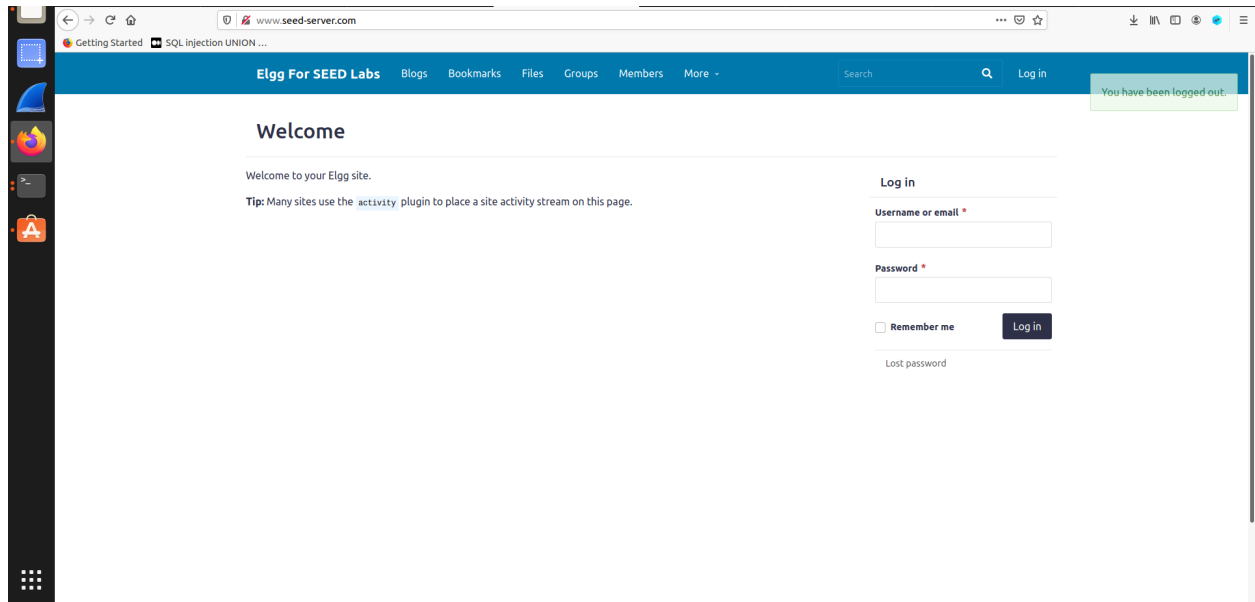 www.seed-server.com
Getting Started SQL injection UNION ...
Elgg For SEED Labs Blogs Bookmarks Files Groups Members More Search Log in
You have been logged out.
Welcome
Welcome to your Elgg site.
Tip: Many sites use the activity plugin to place a site activity stream on this page.
Log in
Username or email *
Password *
Remember me Log in
Lost password